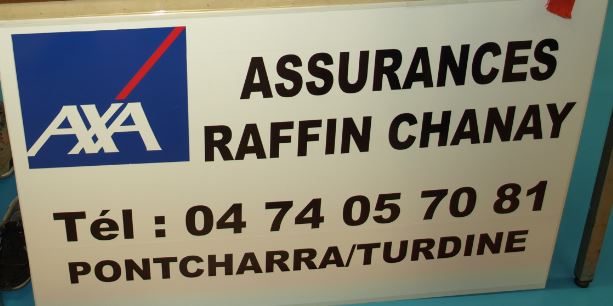 AXA
ASSURANCES
RAFFIN CHANAY
Tél : 04 74 05 70 81
PONTCHARRA/TURDINE